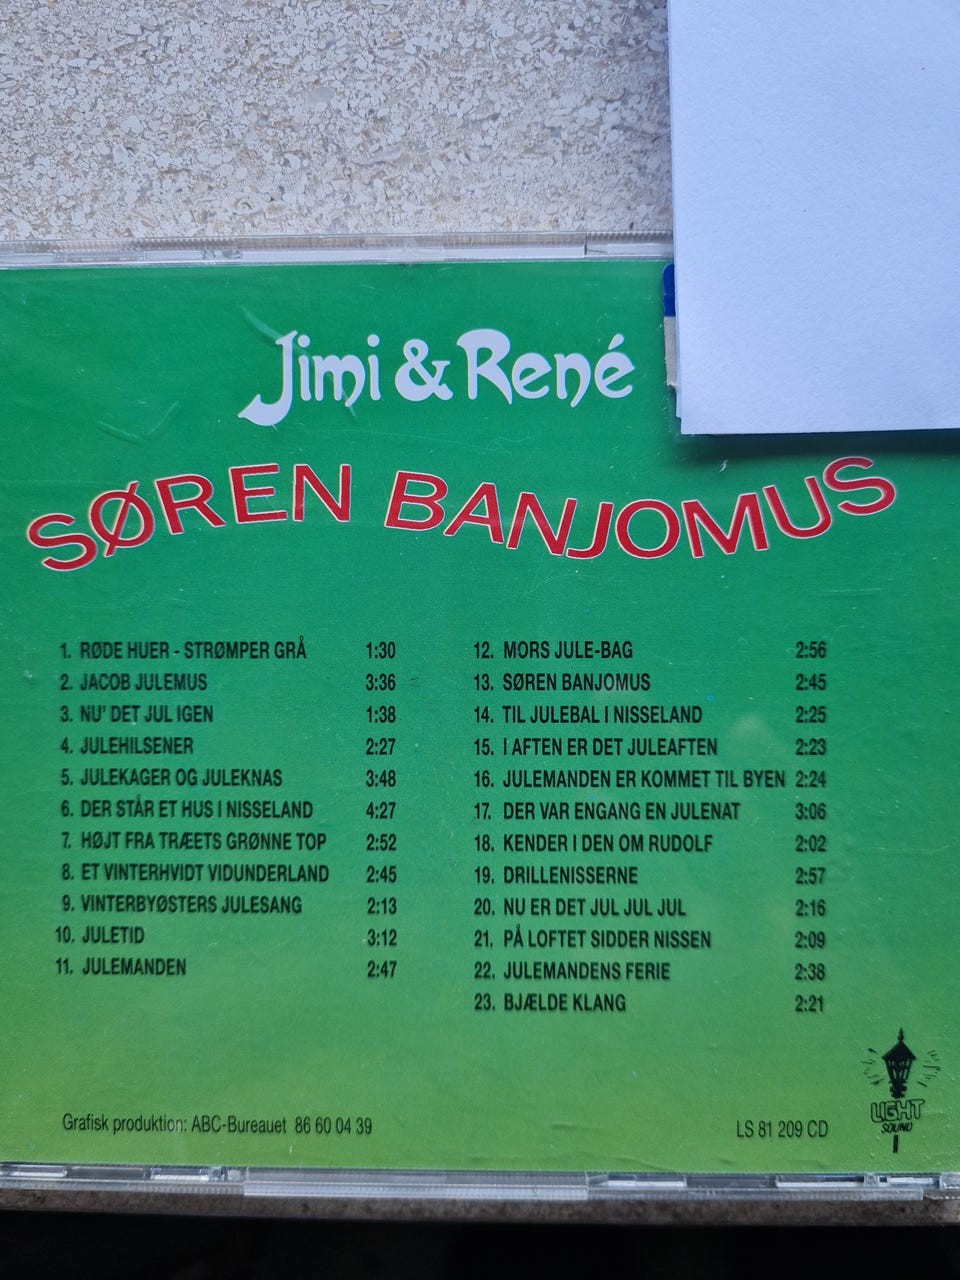 Jimi & René
SØREN BANJOMUS
1. RØDE HUER - STRØMPER GRÅ 1:30
2. JACOB JULEMUS 3:36
3. NU' DET JUL IGEN 1:38
4. JULEHILSENER 2:27
5. JULEKAGER OG JULEKNAS 3:48
6. DER STÅR ET HUS I NISSELAND 4:27
7. HØJT FRA TRÆETS GRØNNE TOP 2:52
8. ET VINTERHVIDT VIDUNDERLAND 2:45
9. VINTERBYØSTERS JULESANG 2:13
10. JULETID 3:12
11. JULEMANDEN 2:47
12. MORS JULE-BAG 2:56
13. SØREN BANJOMUS 2:45
14. TIL JULEBAL I NISSELAND 2:25
15. I AFTEN ER DET JULEAFTEN 2:23
16. JULEMANDEN ER KOMMET TIL BYEN 2:24
17. DER VAR ENGANG EN JULENAT 3:06
18. KENDER I DEN OM RUDOLF 2:02
19. DRILLENISSERNE 2:57
20. NU ER DET JUL JUL JUL 2:16
21. PÅ LOFTET SIDDER NISSEN 2:09
22. JULEMANDENS FERIE 2:38
23. BJÆLDE KLANG 2:21
Grafisk produktion: ABC-Bureauet 86 60 04 39
LS 81 209 CD
LIGHT
SOUND